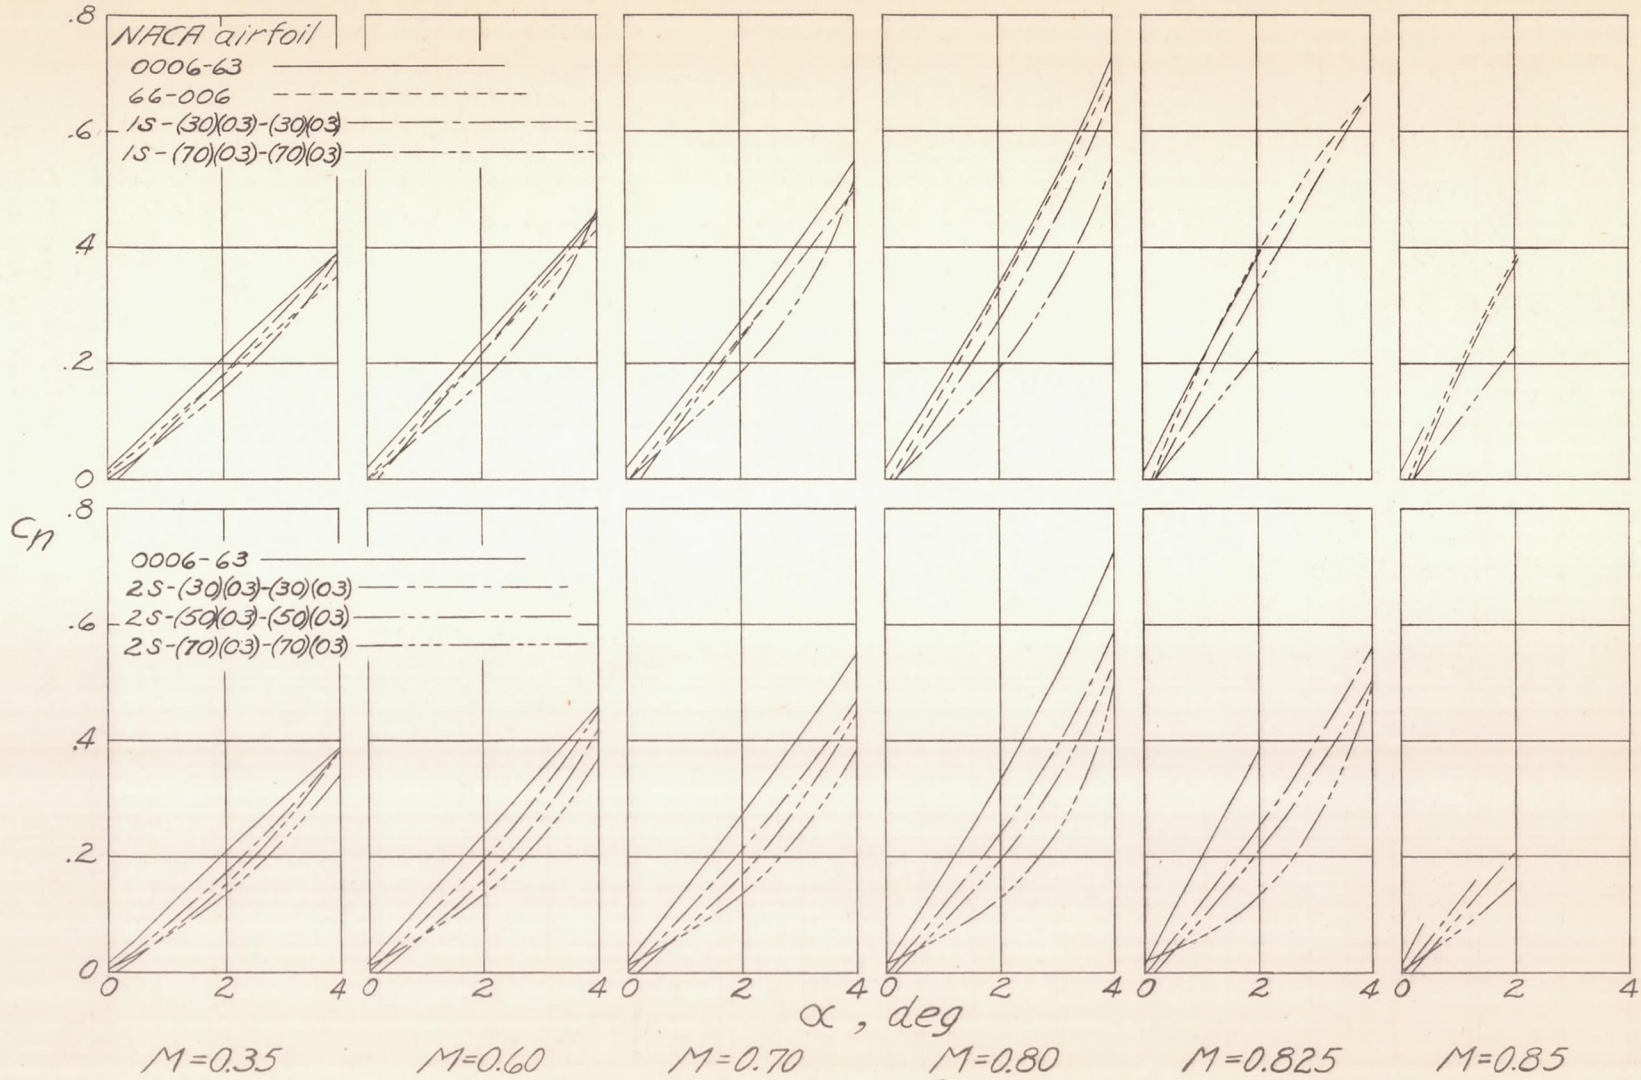 .8
NACA airfoil
0006-63
66-006
.6
1S-(30)(03)-(30)(03)
1S-(70)(03)-(70)(03)
.4
.2
0
cn
.8
0006-63
2S-(30)(03)-(30)(03)
.6
2S-(50)(03)-(50)(03)
2S-(70)(03)-(70)(03)
.4
.2
0
0 2 4 0 2 4 0 2 4 0 2 4 0 2 4 0 2 4
α, deg
M=0.35 M=0.60 M=0.70 M=0.80 M=0.825 M=0.85